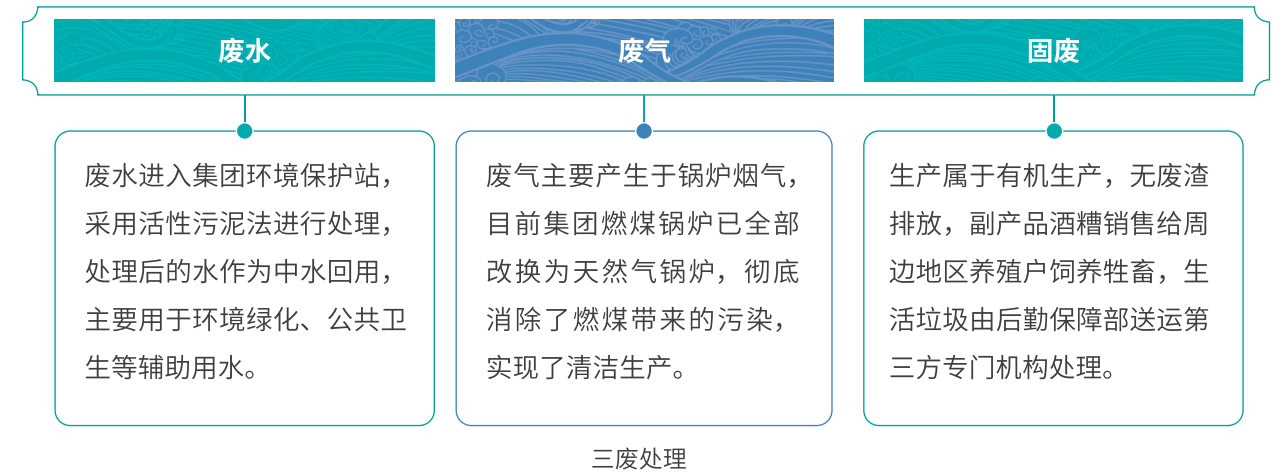 废水
废气
固废
废水进入集团环境保护站，
采用活性污泥法进行处理，
处理后的水作为中水回用，
主要用于环境绿化、公共卫
生等辅助用水。
废气主要产生于锅炉烟气，
目前集团燃煤锅炉已全部
改换为天然气锅炉，彻底
消除了燃煤带来的污染，
实现了清洁生产。
生产属于有机生产，无废渣
排放，副产品酒糟销售给周
边地区养殖户饲养牲畜，生
活垃圾由后勤保障部送运第
三方专门机构处理。
三废处理